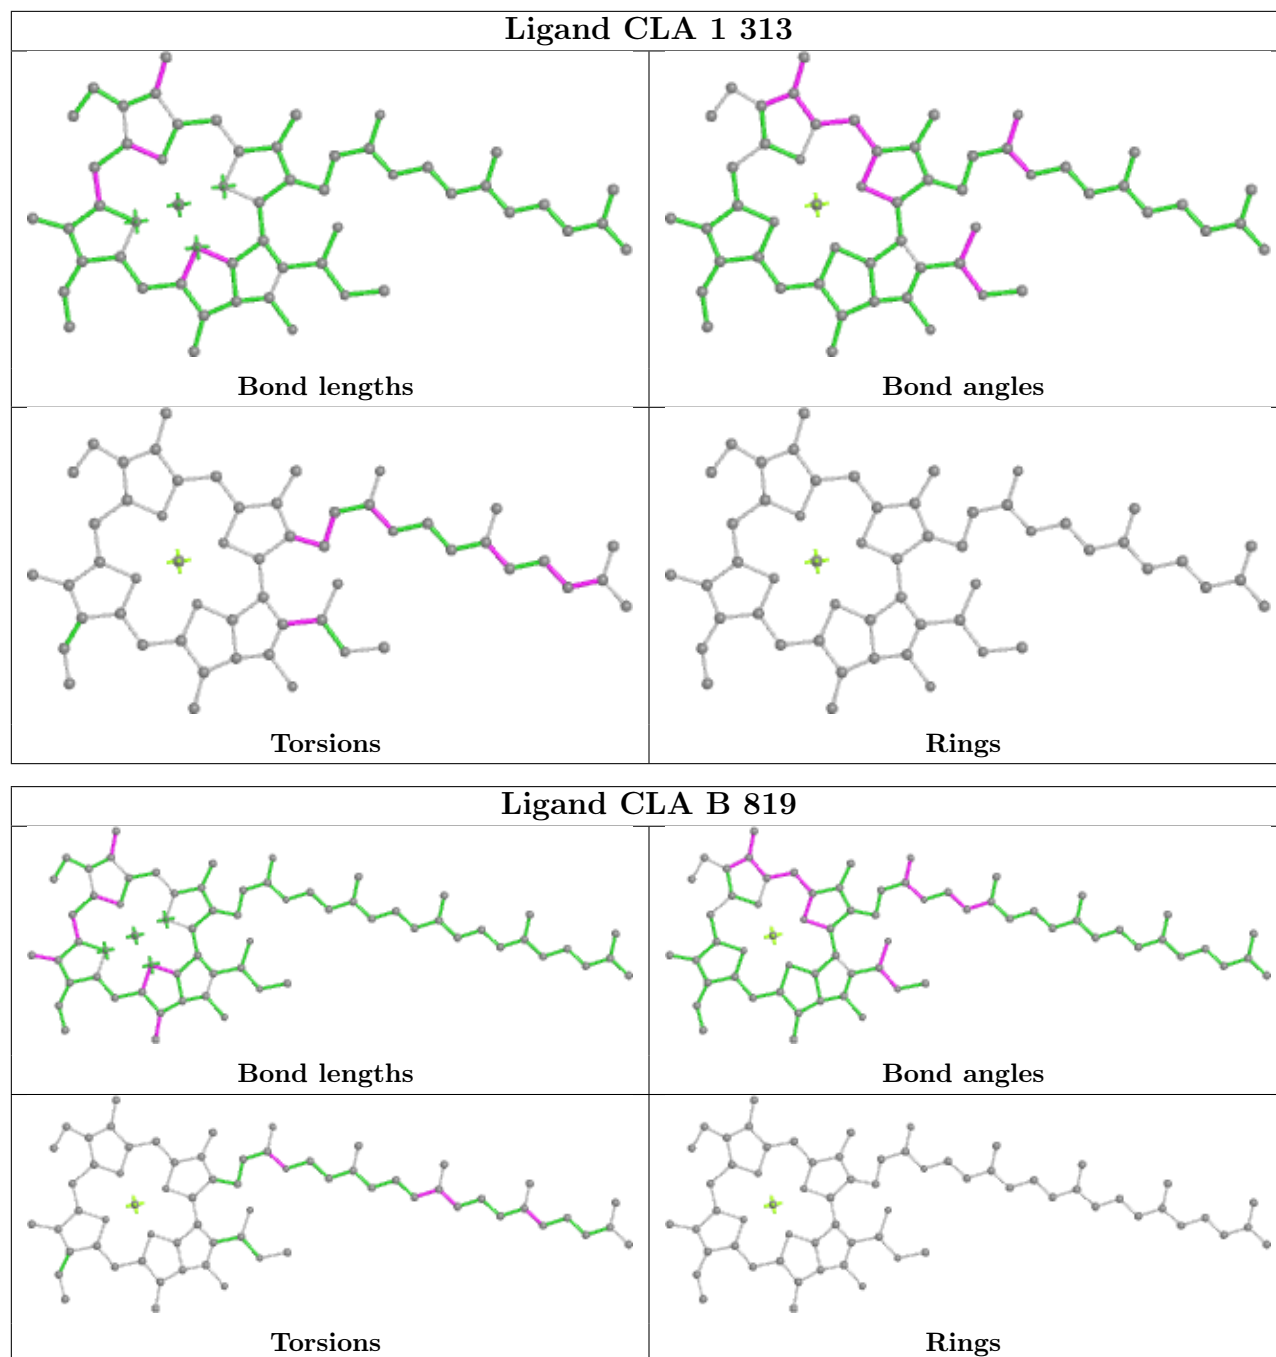 Ligand CLA 1 313
Bond lengths
Bond angles
Torsions
Rings
Ligand CLA B 819
Bond lengths
Bond angles
Torsions
Rings